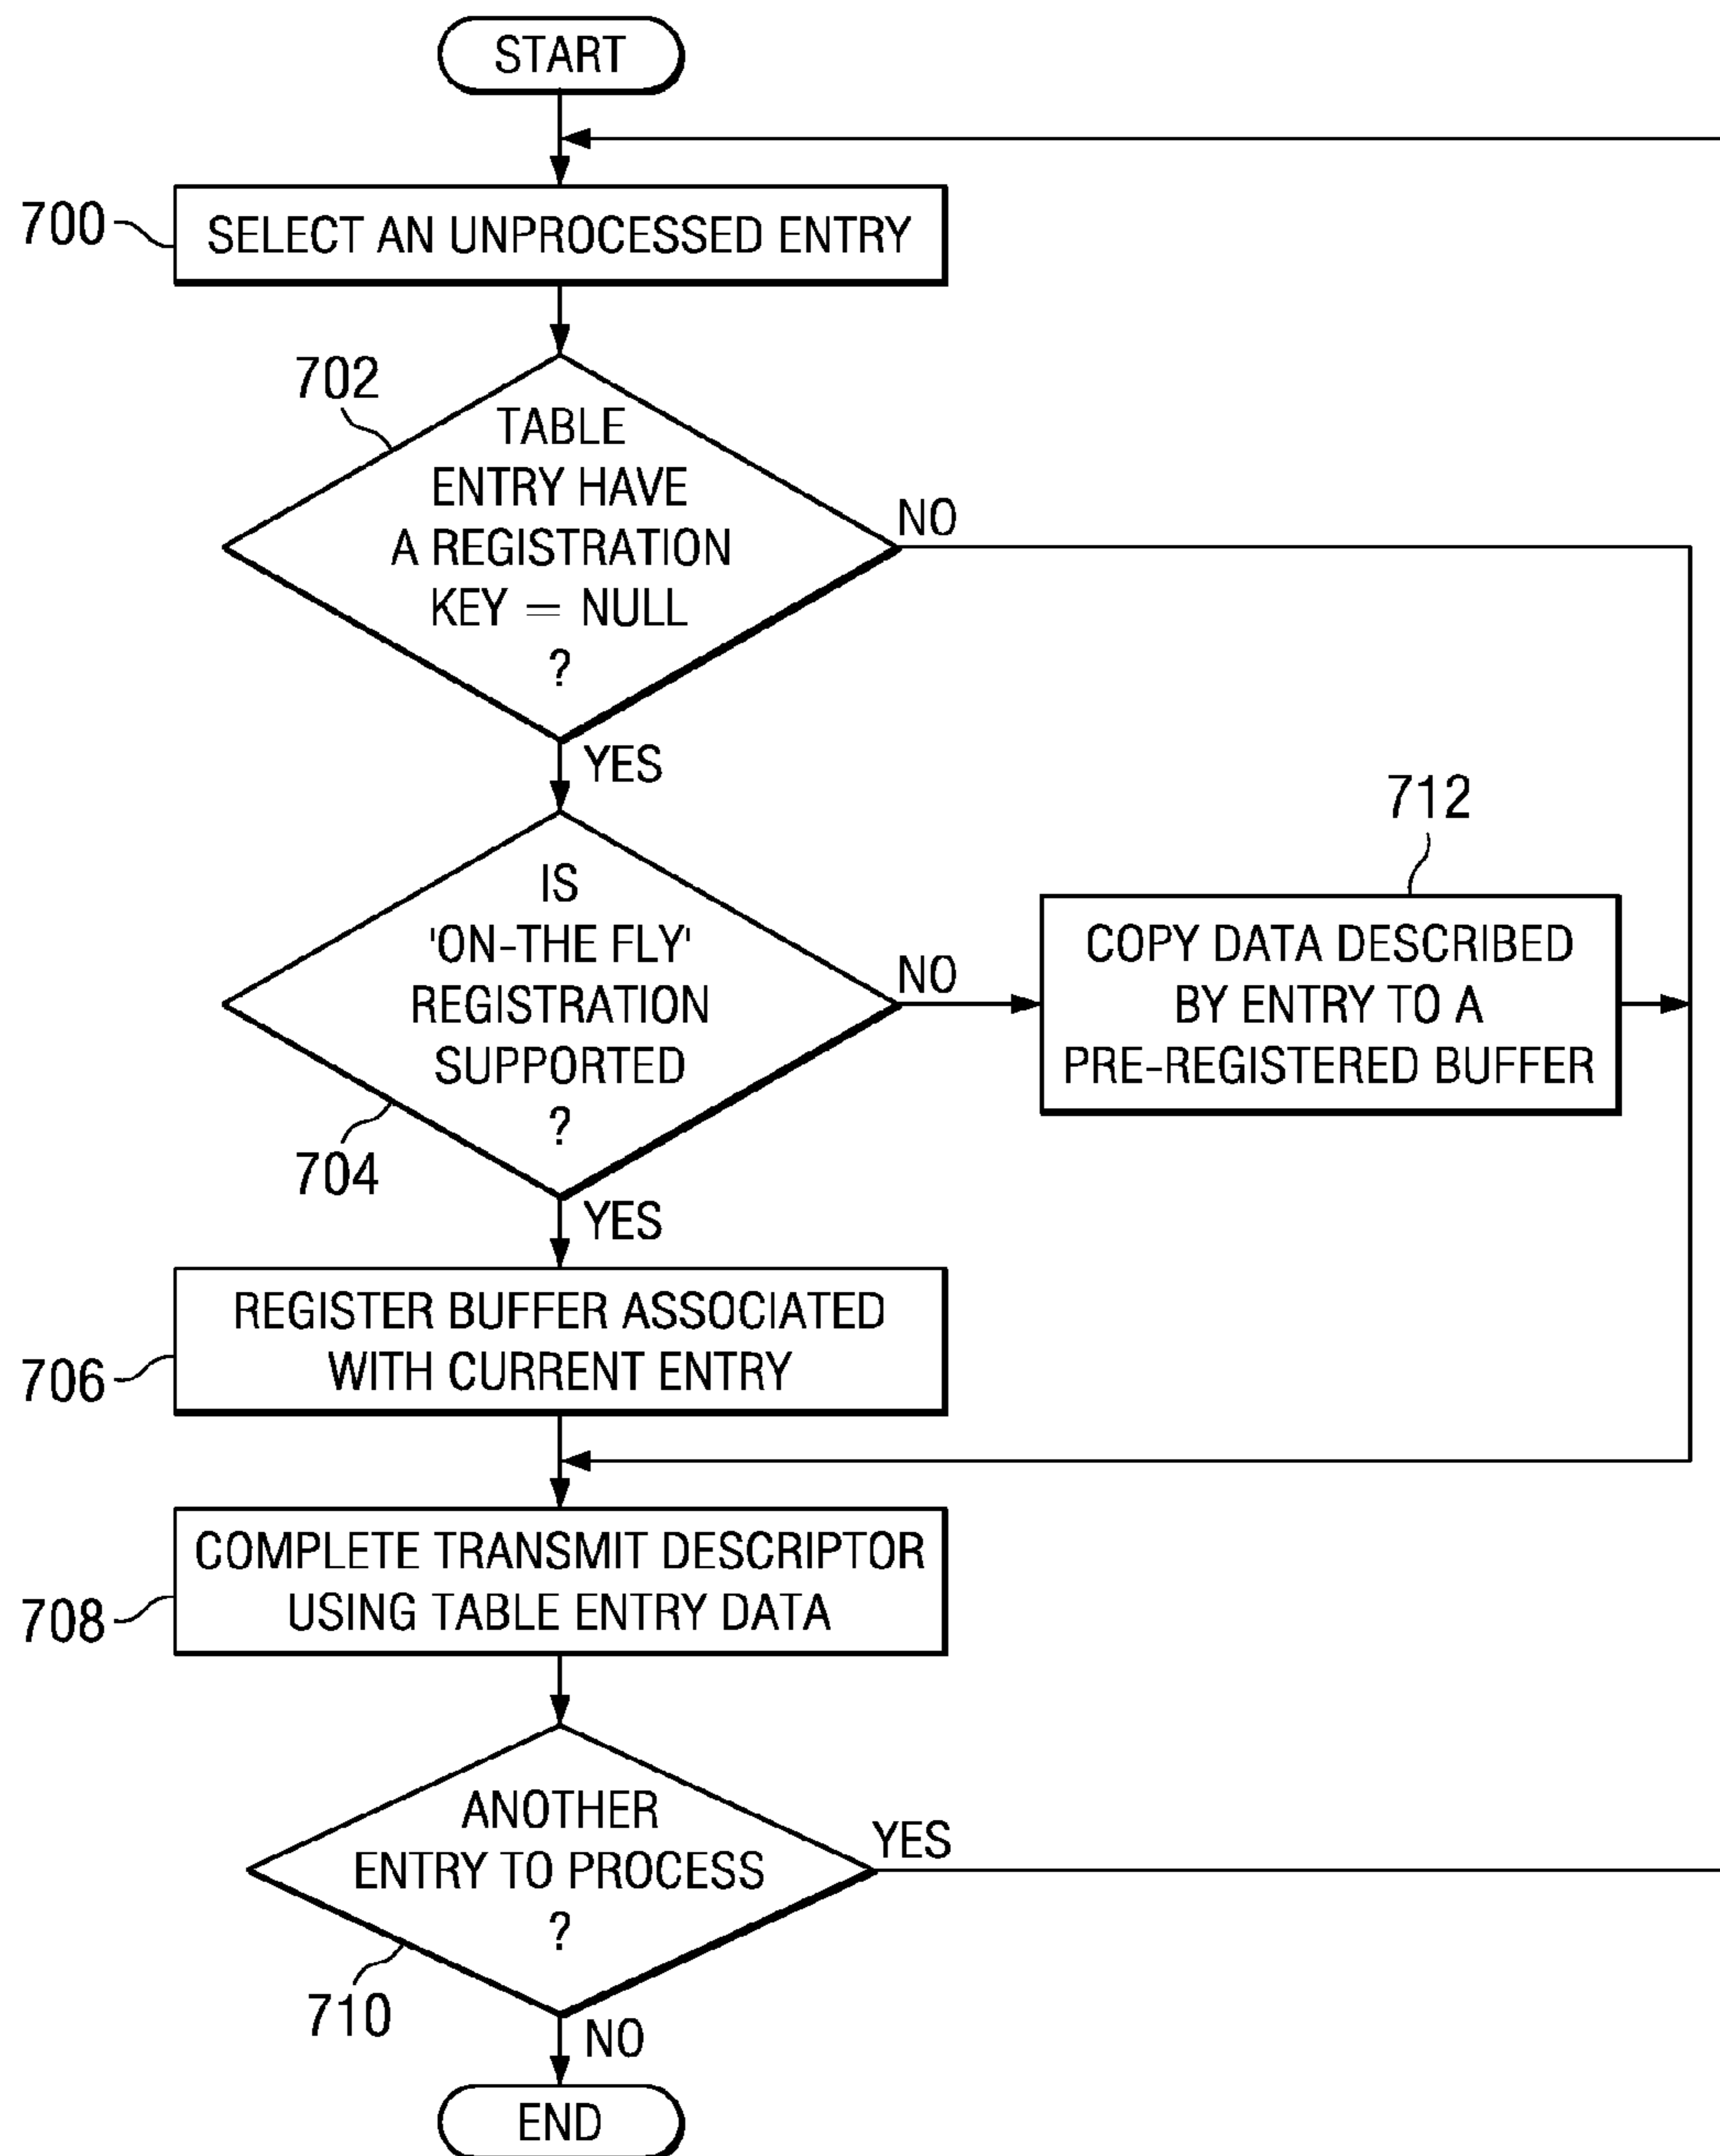 START
700
SELECT AN UNPROCESSED ENTRY
702
TABLE
ENTRY HAVE
A REGISTRATION
KEY = NULL
?
NO
YES
IS
'ON-THE FLY'
REGISTRATION
SUPPORTED
?
704
NO
712
COPY DATA DESCRIBED
BY ENTRY TO A
PRE-REGISTERED BUFFER
YES
REGISTER BUFFER ASSOCIATED
WITH CURRENT ENTRY
706
COMPLETE TRANSMIT DESCRIPTOR
USING TABLE ENTRY DATA
708
ANOTHER
ENTRY TO PROCESS
?
YES
710
NO
END